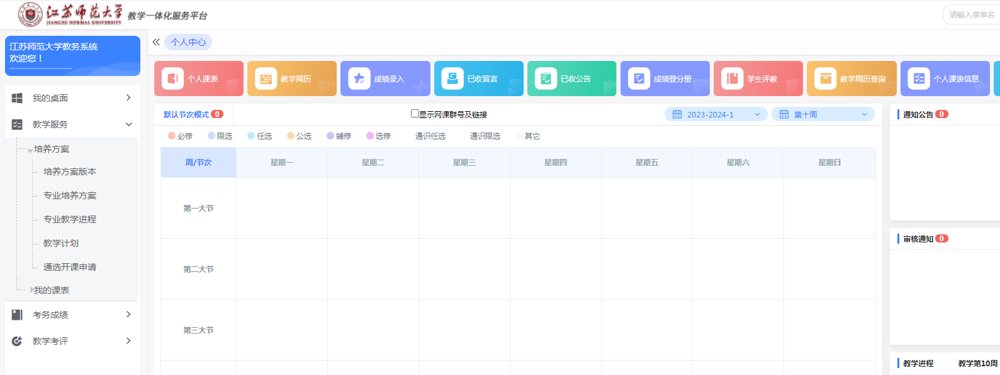 江苏师范大学 教学一体化服务平台
JIANGSU NORMAL UNIVERSITY
请输入菜单名
江苏师范大学教务系统
欢迎您！
个人中心
我的桌面
教学服务
培养方案
培养方案版本
专业培养方案
专业教学进程
教学计划
通选开课申请
我的课表
考务成绩
教学考评
个人课表 教学周历 成绩录入 已收留言 已收公告 成绩登分册 学生评教 教学周历查询 个人课表信息
默认节次模式 0 显示网课群号及链接 2023-2024-1 第十周
必修 限选 任选 公选 辅修 选修 通识任选 通识限选 其它
周/节次 星期一 星期二 星期三 星期四 星期五 星期六 星期日
第一大节
第二大节
第三大节
通知公告 0
审核通知 0
教学进程 教学第10周